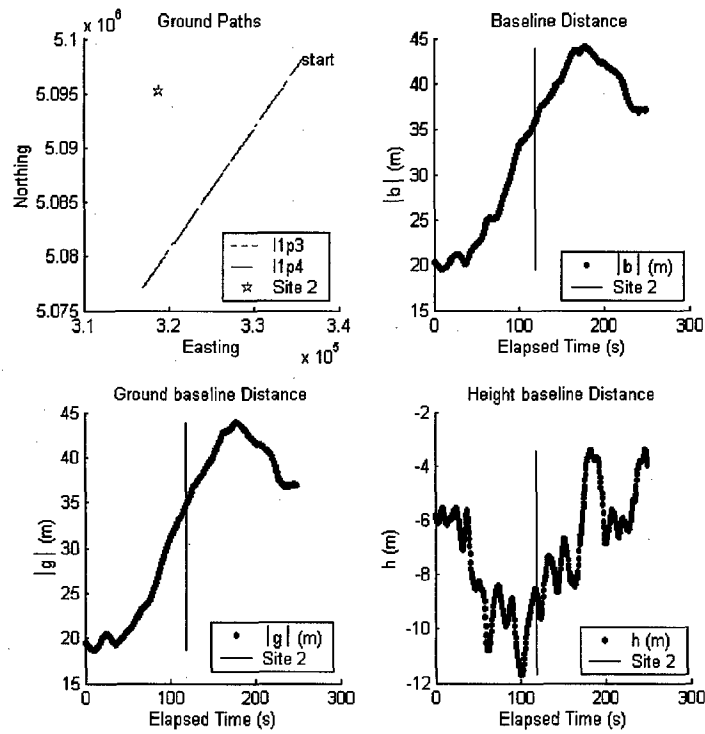 x 10⁶
Ground Paths
5.1
5.095
5.09
5.085
5.08
5.075
Northing
start
l1p3
l1p4
Site 2
3.1
3.2
3.3
3.4
Easting
x 10⁵
Baseline Distance
45
40
35
30
25
20
15
|b| (m)
|b| (m)
Site 2
0
100
200
300
Elapsed Time (s)
Ground baseline Distance
45
40
35
30
25
20
15
|g| (m)
|g| (m)
Site 2
0
100
200
300
Elapsed Time (s)
Height baseline Distance
-2
-4
-6
-8
-10
-12
h (m)
h (m)
Site 2
0
100
200
300
Elapsed Time (s)